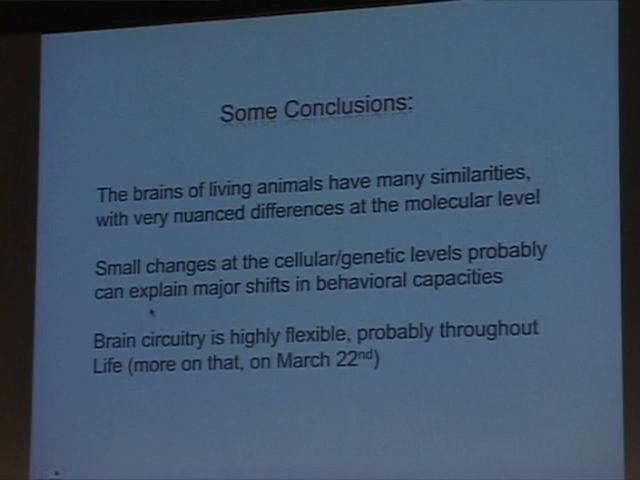 Some Conclusions:
The brains of living animals have many similarities,
with very nuanced differences at the molecular level
Small changes at the cellular/genetic levels probably
can explain major shifts in behavioral capacities
Brain circuitry is highly flexible, probably throughout
Life (more on that, on March 22nd)